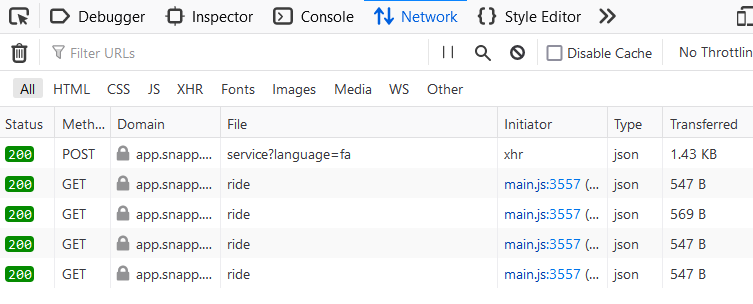 Debugger Inspector Console Network {} Style Editor
Filter URLs Disable Cache No Throttlin
All HTML CSS JS XHR Fonts Images Media WS Other
Status Meth... Domain File Initiator Type Transferred
200 POST app.snapp.... service?language=fa xhr json 1.43 KB
200 GET app.snapp.... ride main.js:3557 (... json 547 B
200 GET app.snapp.... ride main.js:3557 (... json 569 B
200 GET app.snapp.... ride main.js:3557 (... json 547 B
200 GET app.snapp.... ride main.js:3557 (... json 568 B